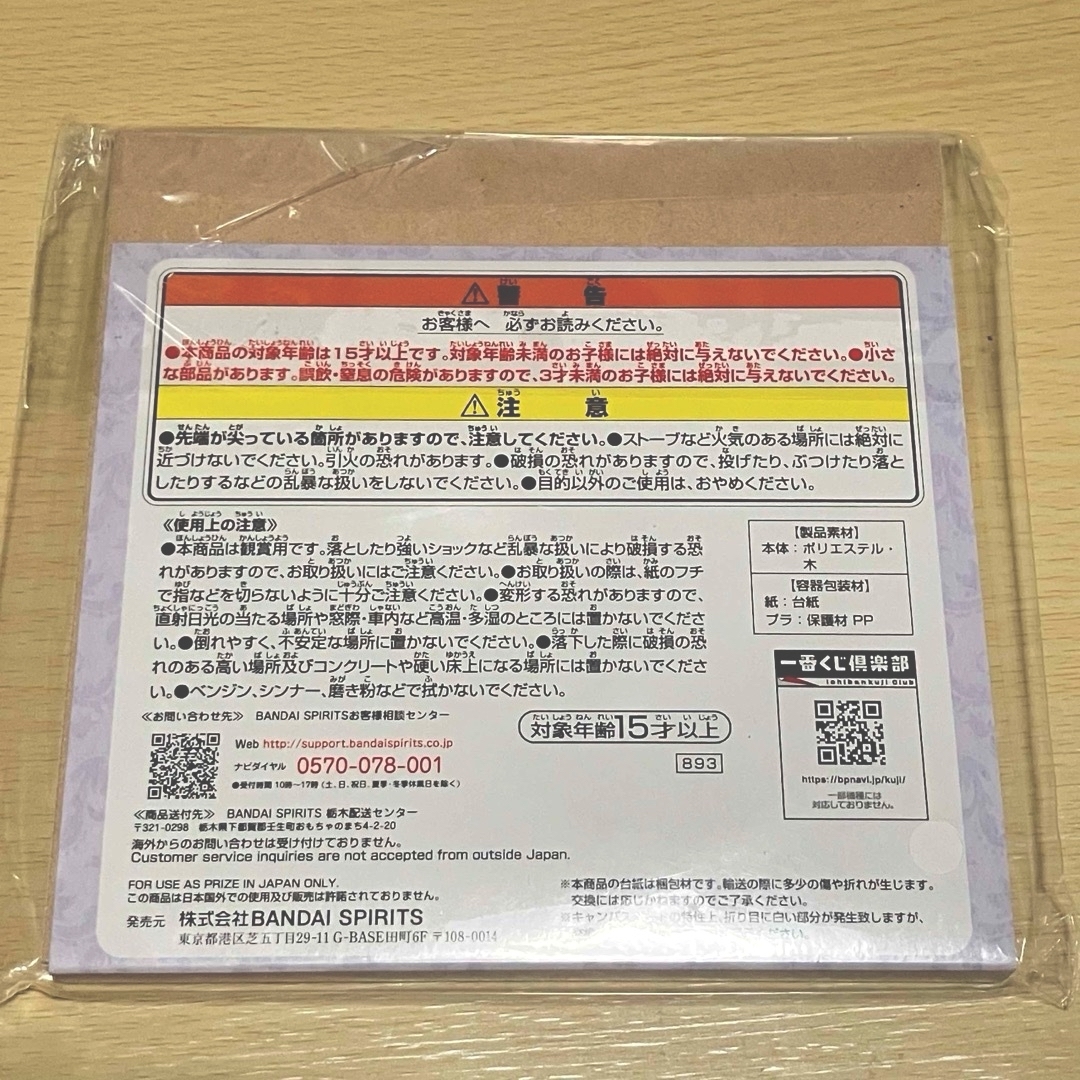 ⚠警告
お客様へ 必ずお読みください。
●本商品の対象年齢は15才以上です。対象年齢未満のお子様には絶対に与えないでください。●小さ
な部品があります。誤飲・窒息の危険がありますので、3才未満のお子様には絶対に与えないでください。
⚠注意
●先端が尖っている箇所がありますので、注意してください。●ストーブなど火気のある場所には絶対に
近づけないでください。引火の恐れがあります。●破損の恐れがありますので、投げたり、ぶつけたり落と
したりするなどの乱暴な扱いをしないでください。●目的以外のご使用は、おやめください。
《使用上の注意》
●本商品は観賞用です。落としたり強いショックなど乱暴な扱いにより破損する恐
れがありますので、お取り扱いにはご注意ください。●お取り扱いの際は、紙のフチ
で指などを切らないように十分ご注意ください。●変形する恐れがありますので、
直射日光の当たる場所や窓際・車内など高温・多湿のところには置かないでくださ
い。●倒れやすく、不安定な場所に置かないでください。●落下した際に破損の恐
れのある高い場所及びコンクリートや硬い床上になる場所には置かないでくださ
い。●ベンジン、シンナー、磨き粉などで拭かないでください。
【製品素材】
本体:ポリエステル・
木
【容器包装材】
紙:台紙
プラ:保護材 PP
一番くじ倶楽部
Ichibankuji Club
https://bpnavi.jp/kuji/
一部機種には
対応しておりません。
≪お問い合わせ先≫ BANDAI SPIRITSお客様相談センター
Web http://support.bandaispirits.co.jp
ナビダイヤル 0570-078-001
●受付時間 10時〜17時(土、日、祝日、夏季・冬季休業日を除く)
対象年齢15才以上
893
≪商品送付先≫ BANDAI SPIRITS 栃木配送センター
〒321-0298 栃木県下都賀郡壬生町おもちゃのまち4-2-20
海外からのお問い合わせは受け付けておりません。
Customer service inquiries are not accepted from outside Japan.
FOR USE AS PRIZE IN JAPAN ONLY.
この商品は日本国外での使用及び販売は許諾されておりません。
発売元 株式会社BANDAI SPIRITS
東京都港区芝五丁目29-11 G-BASE田町6F 〒108-0014
※本商品の台紙は梱包材です。輸送の際に多少の傷や折れが生じます。
交換には応じかねますのでご了承ください。
※キャンバスの特性上、折り目に白い部分が発生致しますが、
ください。